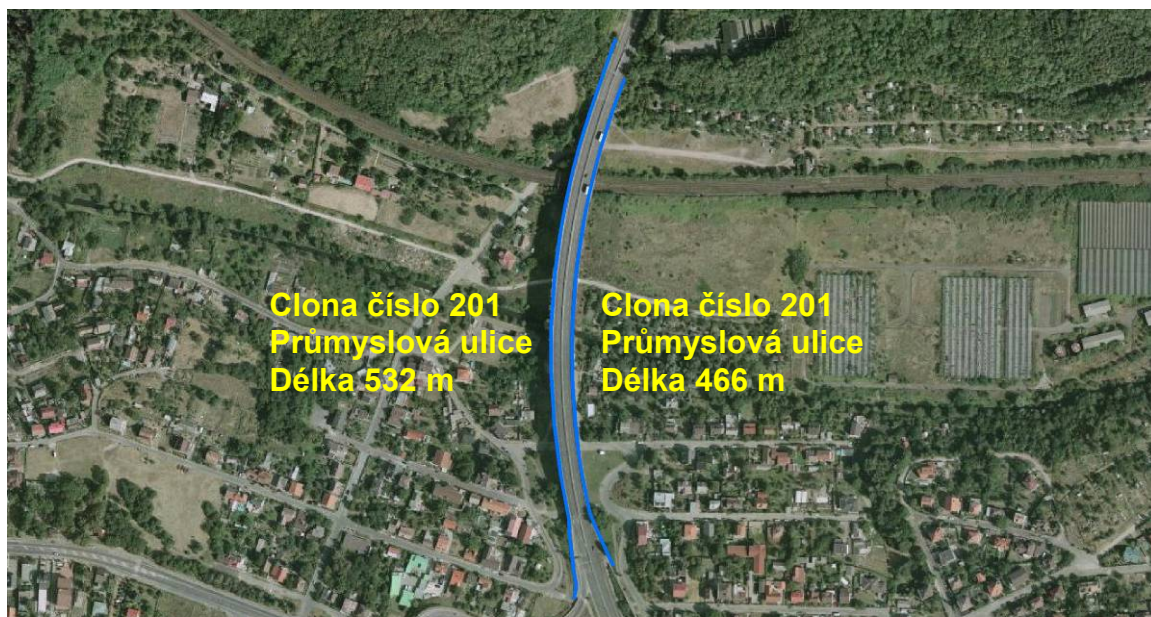 Clona číslo 201
Průmyslová ulice
Délka 532 m
Clona číslo 201
Průmyslová ulice
Délka 466 m